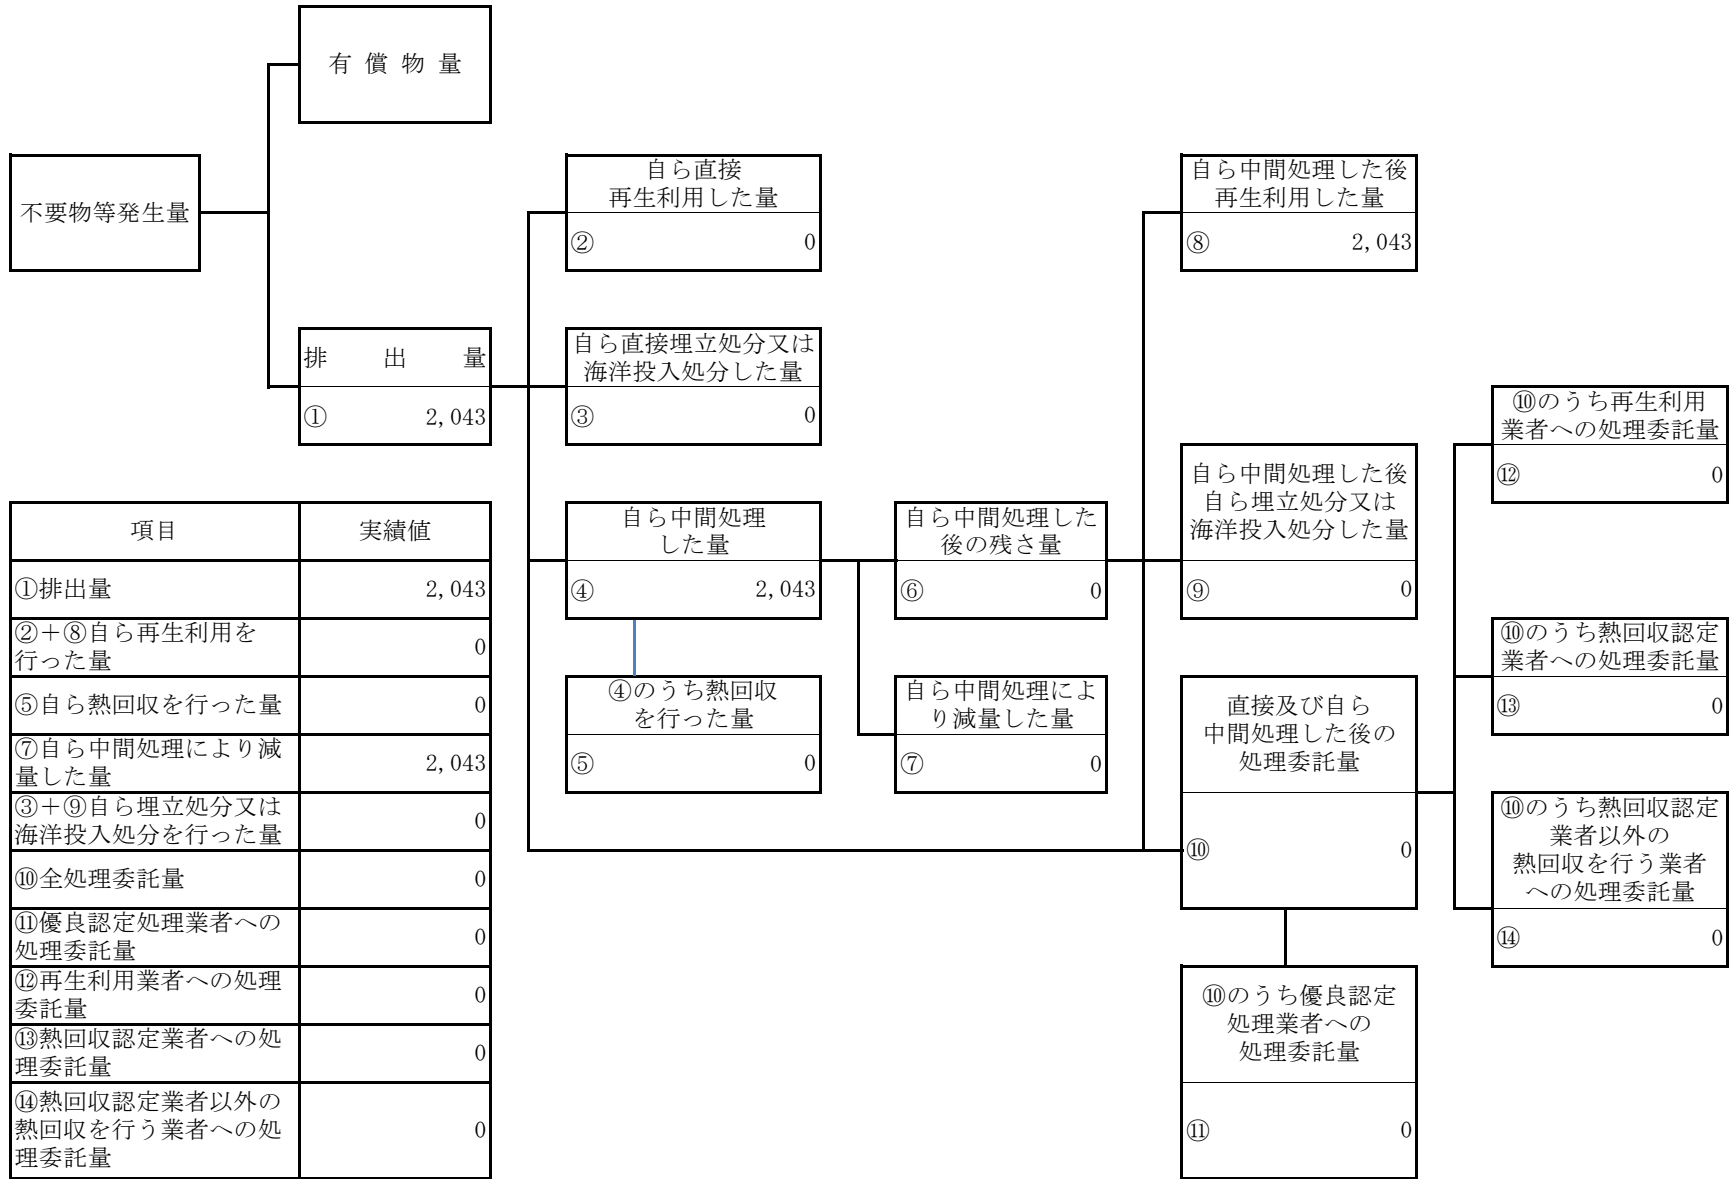 有 償 物 量
不要物等発生量
排 出 量
① 2,043
自ら直接
再生利用した量
② 0
自ら直接埋立処分又は
海洋投入処分した量
③ 0
自ら中間処理
した量
④ 2,043
④のうち熱回収
を行った量
⑤ 0
自ら中間処理した
後の残さ量
⑥ 0
自ら中間処理によ
り減量した量
⑦ 0
自ら中間処理した後
再生利用した量
⑧ 2,043
自ら中間処理した後
自ら埋立処分又は
海洋投入処分した量
⑨ 0
直接及び自ら
中間処理した後の
処理委託量
⑩ 0
⑩のうち優良認定
処理業者への
処理委託量
⑪ 0
⑩のうち再生利用
業者への処理委託量
⑫ 0
⑩のうち熱回収認定
業者への処理委託量
⑬ 0
⑩のうち熱回収認定
業者以外の
熱回収を行う業者
への処理委託量
⑭ 0
項目 実績値
①排出量 2,043
②＋⑧自ら再生利用を
行った量 0
⑤自ら熱回収を行った量 0
⑦自ら中間処理により減
量した量 2,043
③＋⑨自ら埋立処分又は
海洋投入処分を行った量 0
⑩全処理委託量 0
⑪優良認定処理業者への
処理委託量 0
⑫再生利用業者への処理
委託量 0
⑬熱回収認定業者への処
理委託量 0
⑭熱回収認定業者以外の
熱回収を行う業者への処 0
理委託量